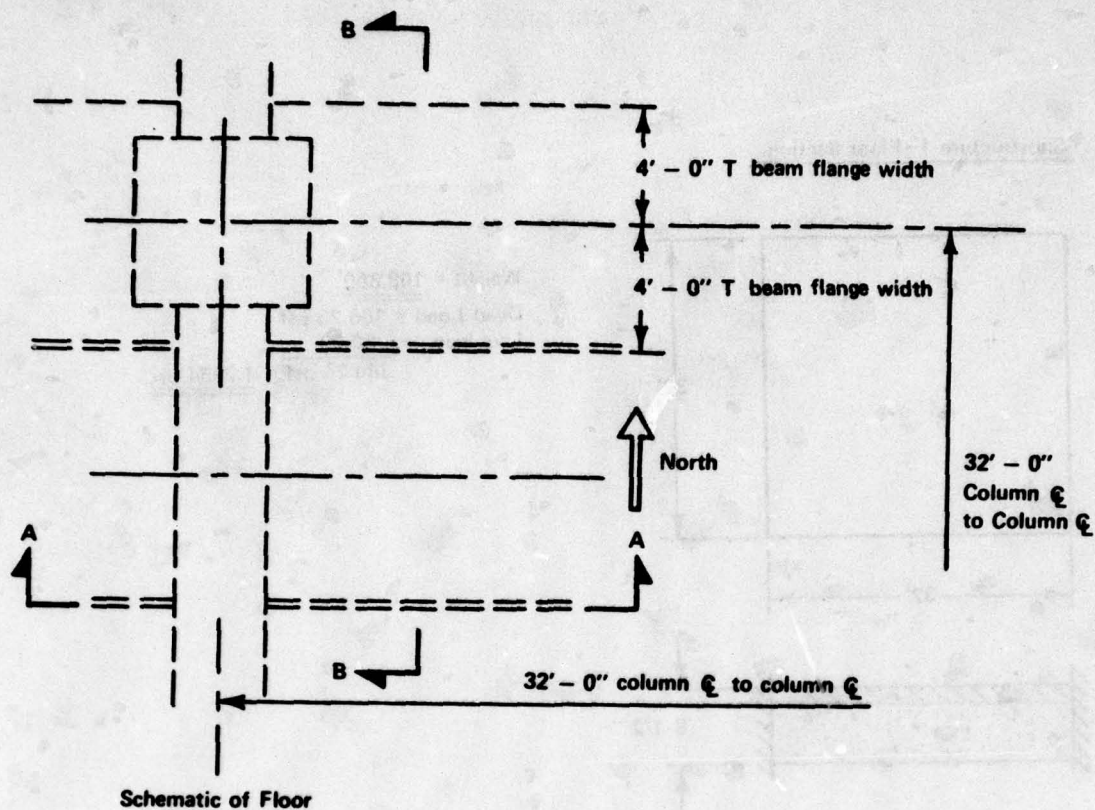 B
4' – 0" T beam flange width
4' – 0" T beam flange width
North
32' – 0"
Column ℄
to Column ℄
A
A
B
32' – 0" column ℄ to column ℄
Schematic of Floor